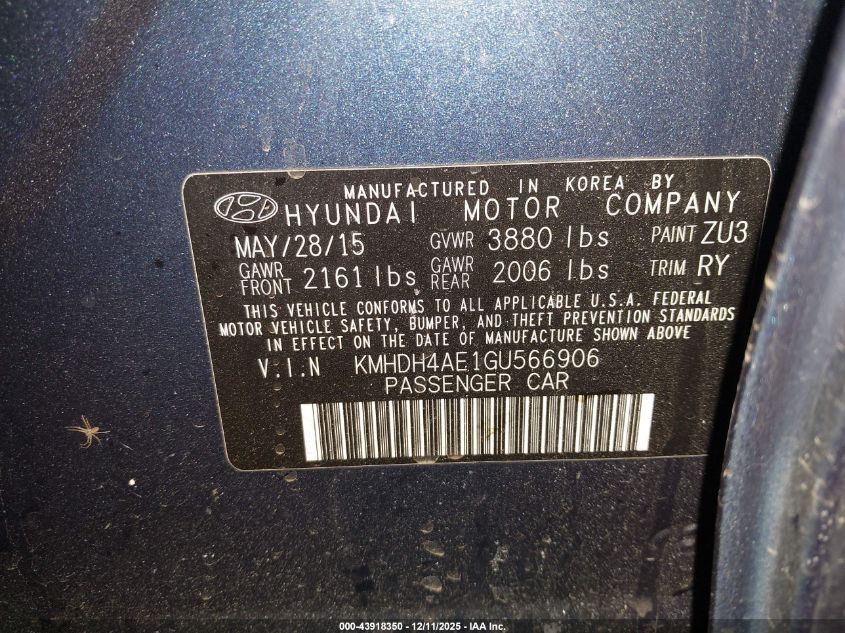 MANUFACTURED IN KOREA BY
HYUNDAI MOTOR COMPANY
MAY/28/15 GVWR 3880 lbs PAINT ZU3
GAWR FRONT 2161 lbs GAWR REAR 2006 lbs TRIM RY
THIS VEHICLE CONFORMS TO ALL APPLICABLE U.S.A. FEDERAL
MOTOR VEHICLE SAFETY, BUMPER, AND THEFT PREVENTION STANDARDS
IN EFFECT ON THE DATE OF MANUFACTURE SHOWN ABOVE
V.I.N KMHDH4AE1GU566906
PASSENGER CAR
000-43918350 - 12/11/2025 - IAA Inc.